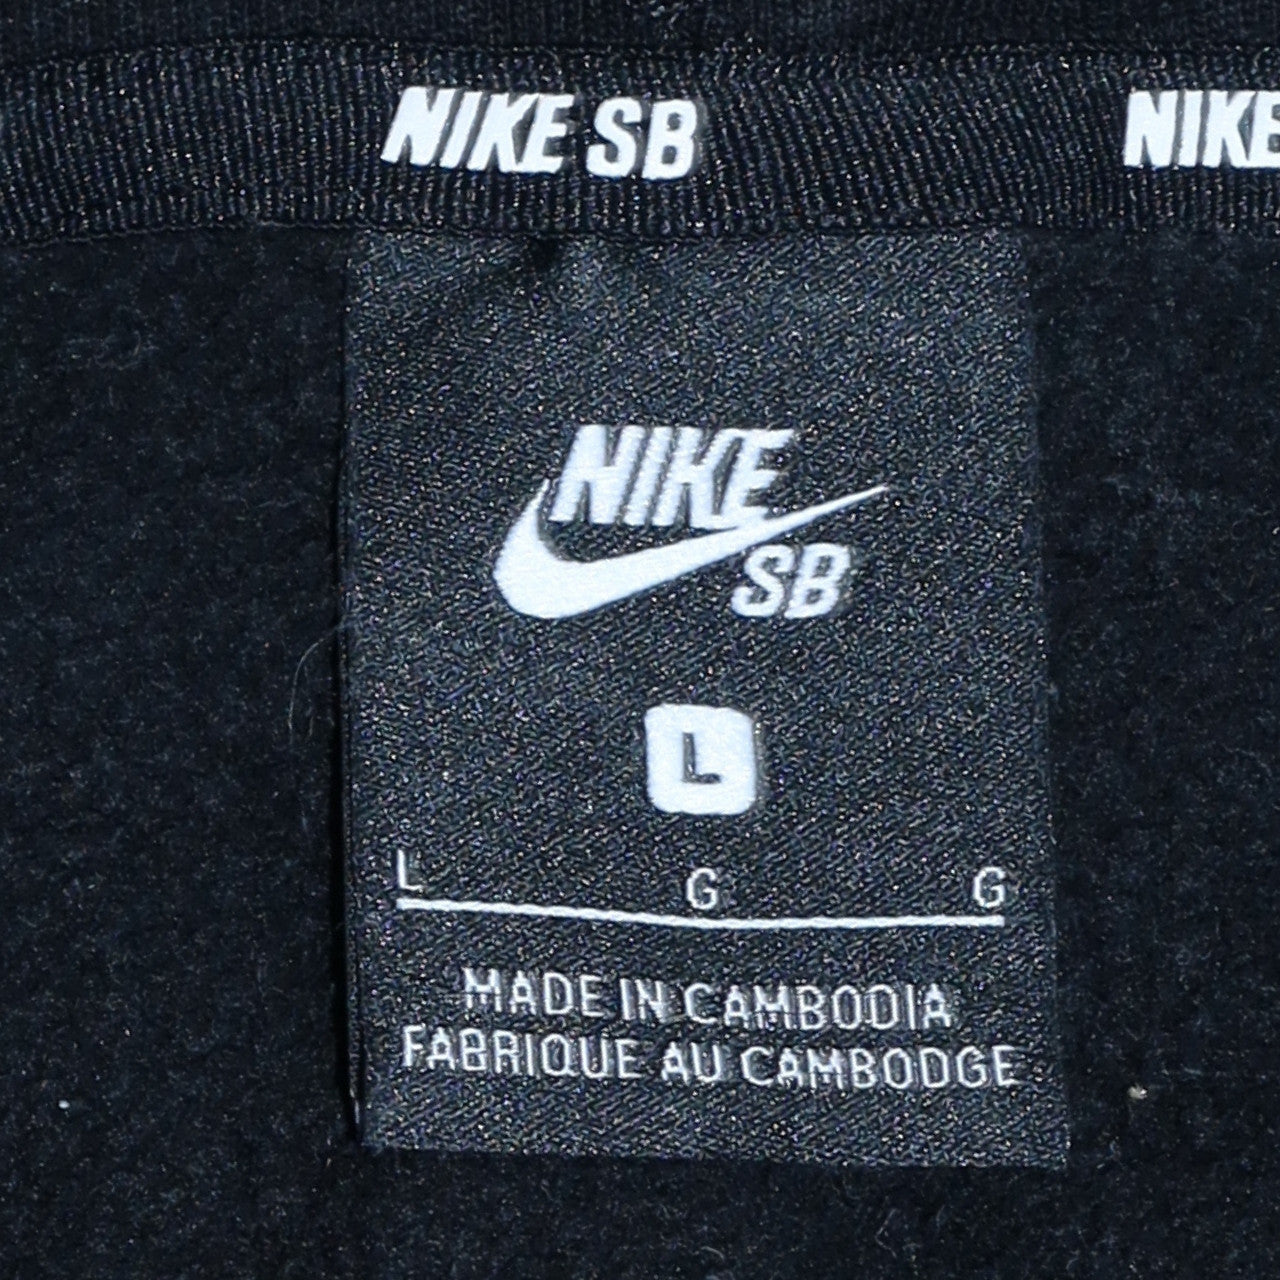 NIKE SB NIKE
NIKE
SB
L
L G G
MADE IN CAMBODIA
FABRIQUE AU CAMBODGE